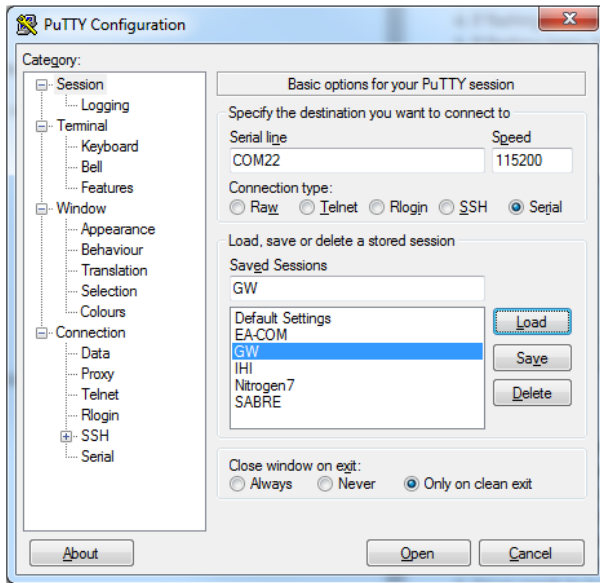 PuTTY Configuration
Category:
Session
Logging
Terminal
Keyboard
Bell
Features
Window
Appearance
Behaviour
Translation
Selection
Colours
Connection
Data
Proxy
Telnet
Rlogin
SSH
Serial
Basic options for your PuTTY session
Specify the destination you want to connect to
Serial line Speed
COM22 115200
Connection type:
Raw Telnet Rlogin SSH Serial
Load, save or delete a stored session
Saved Sessions
GW
Default Settings
EA-COM
GW
IHI
Nitrogen7
SABRE
Load
Save
Delete
Close window on exit:
Always Never Only on clean exit
About Open Cancel